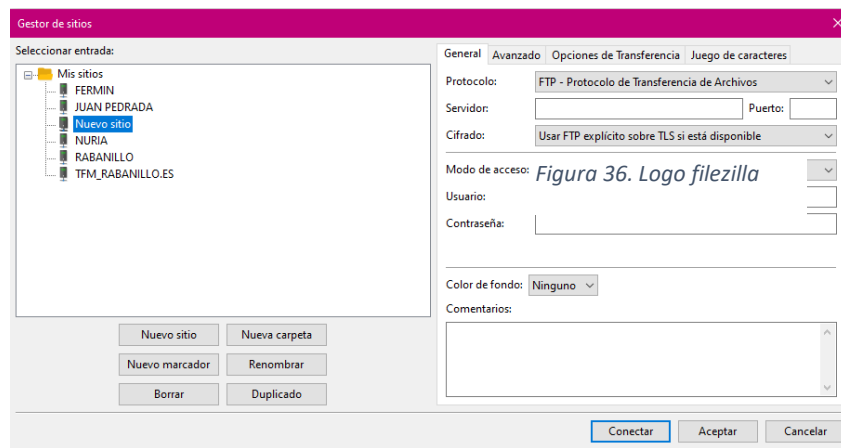 Gestor de sitios
Seleccionar entrada:
Mis sitios
FERMIN
JUAN PEDRADA
Nuevo sitio
NURIA
RABANILLO
TFM_RABANILLO.ES
Nuevo sitio Nueva carpeta
Nuevo marcador Renombrar
Borrar Duplicado
General Avanzado Opciones de Transferencia Juego de caracteres
Protocolo: FTP - Protocolo de Transferencia de Archivos
Servidor: Puerto:
Cifrado: Usar FTP explícito sobre TLS si está disponible
Modo de acceso: Figura 36. Logo filezilla
Usuario:
Contraseña:
Color de fondo: Ninguno
Comentarios:
Conectar Aceptar Cancelar